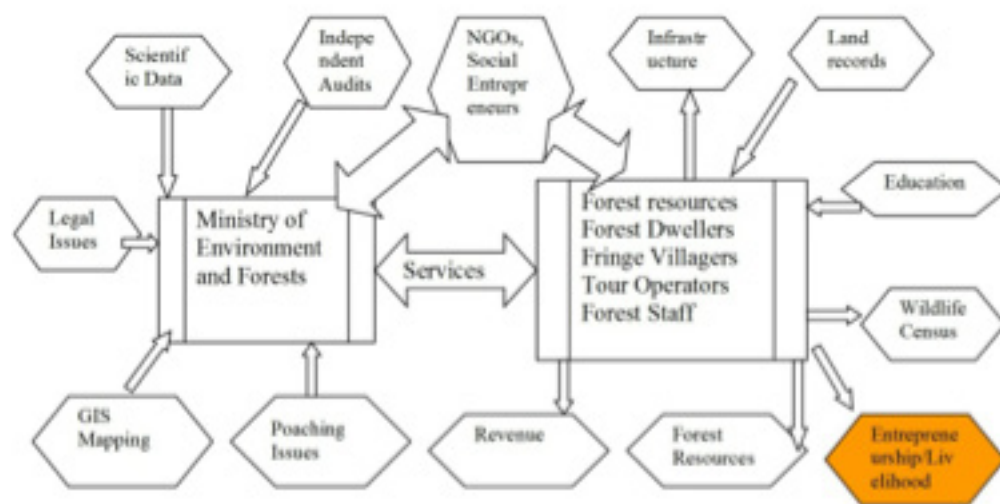 Scientif
ic Data
Indepe
ndent
Audits
NGOs,
Social
Entrepr
eneurs
Infrastr
ucture
Land
records
Legal
Issues
Ministry of
Environment
and Forests
Services
Forest resources
Forest Dwellers
Fringe Villagers
Tour Operators
Forest Staff
Education
Wildlife
Census
GIS
Mapping
Poaching
Issues
Revenue
Forest
Resources
Entreprene
urship/Liv
elihood